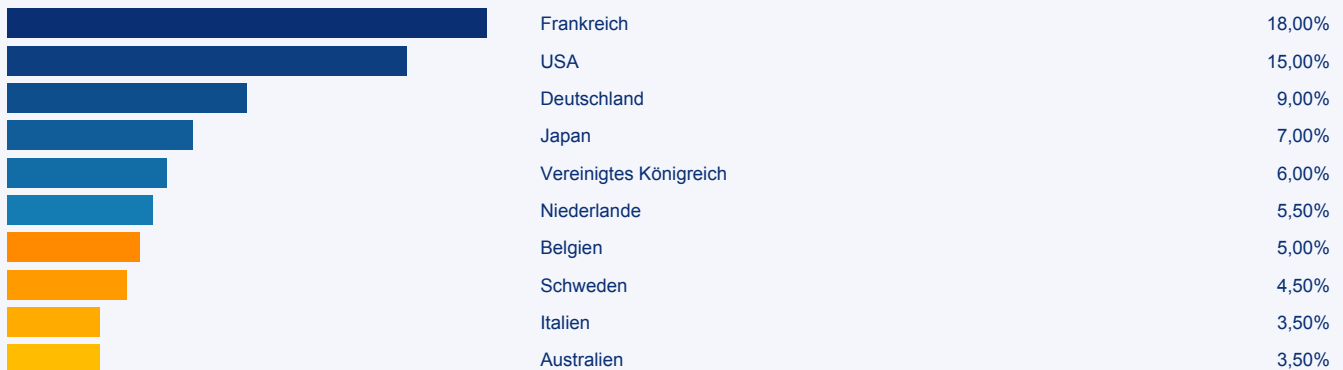 Frankreich 18,00%
USA 15,00%
Deutschland 9,00%
Japan 7,00%
Vereinigtes Königreich 6,00%
Niederlande 5,50%
Belgien 5,00%
Schweden 4,50%
Italien 3,50%
Australien 3,50%